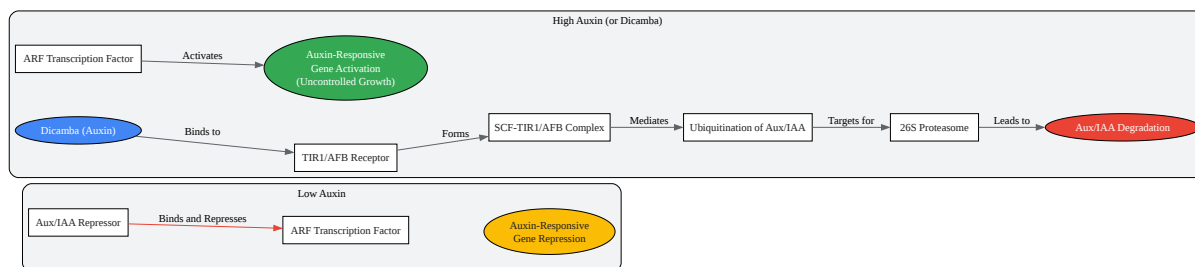 High Auxin (or Dicamba)
ARF Transcription Factor
Activates
Auxin-Responsive
Gene Activation
(Uncontrolled Growth)
Dicamba (Auxin)
Binds to
TIR1/AFB Receptor
Forms
SCF-TIR1/AFB Complex
Mediates
Ubiquitination of Aux/IAA
Targets for
26S Proteasome
Leads to
Aux/IAA Degradation
Low Auxin
Aux/IAA Repressor
Binds and Represses
ARF Transcription Factor
Auxin-Responsive
Gene Repression